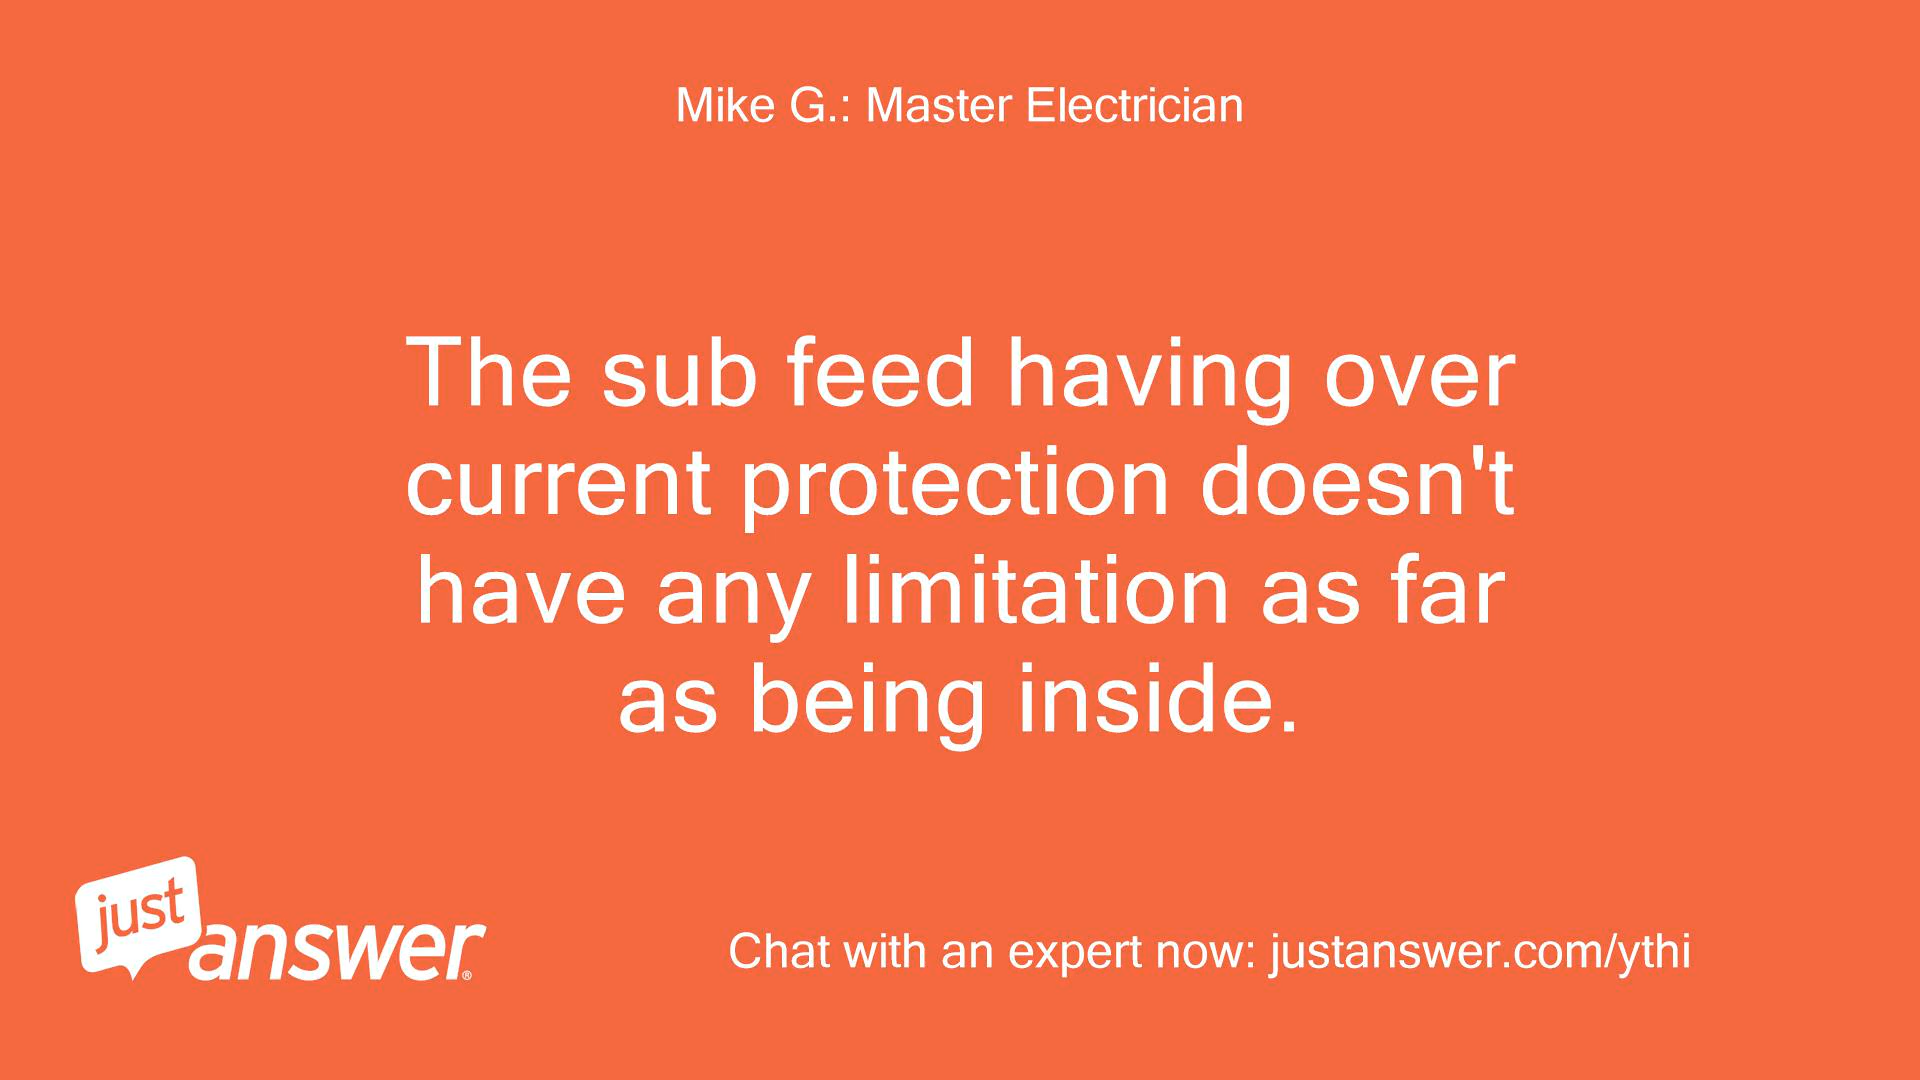 Mike G.: Master Electrician
The sub feed having over
current protection doesn't
have any limitation as far
as being inside.
just
answer®
Chat with an expert now: justanswer.com/ythi